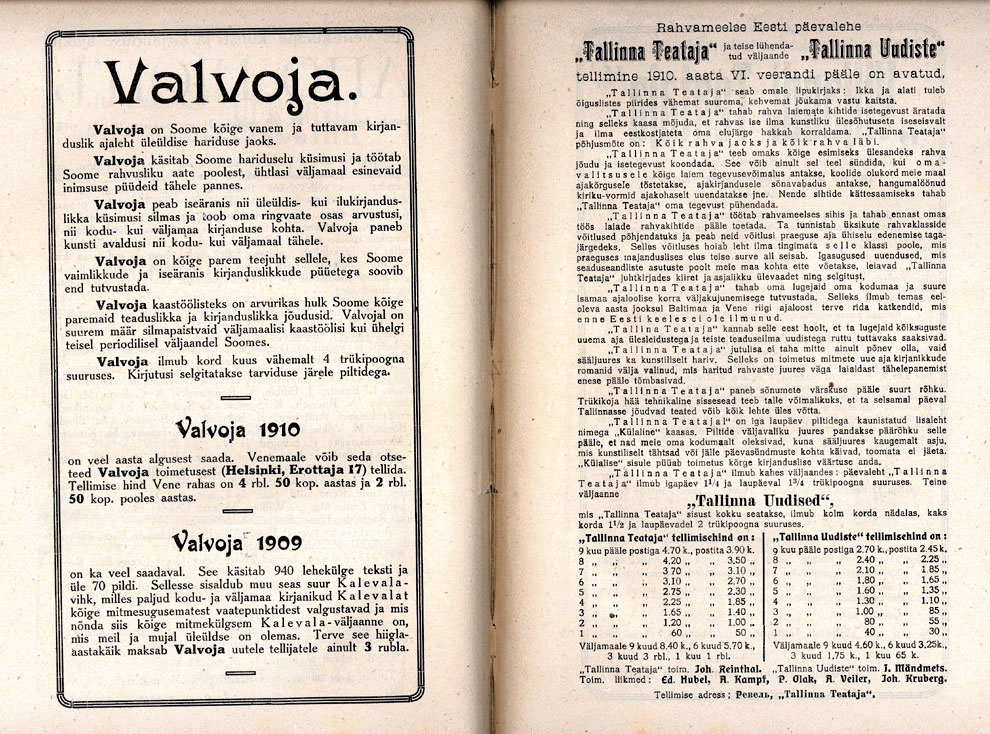 Valvoja.
Valvoja on Soome kõige vanem ja tuttavam kirjan-
duslik ajaleht üleüldise hariduse jaoks.
Valvoja käsitab Soome hariduselu küsimusi ja töötab
Soome rahvusliku aate poolest, ühtlasi väljamaal esinevaid
inimsuse püüdeid tähele pannes.
Valvoja peab iseäranis nii üleüldis- kui ilukirjandus-
likka küsimusi silmas ja toob oma ringvaate osas arvustusi,
nii kodu- kui väljamaa kirjanduse kohta. Valvoja paneb
kunsti avaldusi nii kodu- kui väljamaal tähele.
Valvoja on kõige parem teejuht sellele, kes Soome
vaimlikkude ja iseäranis kirjanduslikkude püüetega soovib
end tutvustada.
Valvoja kaastöölisteks on arvurikas hulk Soome kõige
paremaid teaduslikka ja kirjanduslikka jõudusid. Valvojal on
suurem määr silmapaistvaid väljamaalisi kaastöölisi kui ühelgi
teisel periodilisel väljaandel Soomes.
Valvoja ilmub kord kuus vähemalt 4 trükipoogna
suuruses. Kirjutusi selgitatakse tarviduse järele piltidega.
Valvoja 1910
on veel aasta algusest saada. Venemaale võib seda otse-
teed Valvoja toimetusest (Helsinki, Erottaja 17) tellida.
Tellimise hind Vene rahas on 4 rbl. 50 kop. aastas ja 2 rbl.
50 kop. pooles aastas.
Valvoja 1909
on ka veel saadaval. See käsitab 940 lehekülge teksti ja
üle 70 pildi. Sellesse sisaldub muu seas suur Kalevala-
vihk, milles paljud kodu- ja väljamaa kirjanikud Kalevalat
kõige mitmesugusematest vaatepunktidest valgustavad ja mis
nõnda siis kõige mitmekülgsem Kalevala-väljaanne on,
mis meil ja mujal üleüldse on olemas. Terve see hiigla-
aastakäik maksab Valvoja uutele tellijatele ainult 3 rubla.
Rahvameelse Eesti päevalehe
„Tallinna Teataja“ ja teise lühenda-tud väljaande „Tallinna Uudiste“
tellimine 1910. aasta VI. veerandi pääle on avatud.
„Tallinna Teataja“ seab omale lipukirjaks: Ikka ja alati tuleb
õiguslistes piirides vähemat suurema, kehvemat jõukama vastu kaitsta.
„Tallinna Teataja“ tahab rahva laiemate kihtide isetegevust äratada
ning selleks kaasa mõjuda, et rahvas ise ilma kunstliku ülesõhutuseta iseseisvalt
ja ilma eestkostjateta oma elujärge hakkab korraldama. „Tallinna Teataja“
põhjusmõte on: Kõik rahva jaoks ja kõik rahva läbi.
„Tallinna Teataja“ teeb omaks kõige esimiseks ülesandeks rahva
jõudu ja isetegevust koondada. See võib ainult sel teel sündida, kui oma-
valitsusele kõige laiem tegevusevõimalus antakse, koolide olukord meie maal
ajakõrgusele tõstetakse, ajakirjandusele sõnavabadus antakse, hangumalöönud
kiriku-vormid ajakohaselt uuendatakse jne. Nende sihtide kättesaamiseks tahab
„Tallinna Teataja“ oma tegevust pühendada.
„Tallinna Teataja“ töötab rahvameelses sihis ja tahab ennast omas
töös laiade rahvakihtide pääle toetada. Ta tunnistab üksikute rahvaklasside
võitlused põhjendatuks ja peab neid võitlusi praeguse aja ühiselu edenemise taga-
järgedeks. Selles võitluses hoiab leht ilma tingimata selle klassi poole, mis
praeguses majanduslises elus teise surve all seisab. Igasugused uuendused, mis
seaduseandliste asutuste poolt meie maa kohta ette võetakse, leiavad „Tallinna
Teataja“ juhtkirjades kiiret ja asjalikku ülevaadet ning selgitust.
„Tallinna Teataja“ tahab oma lugejaid oma kodumaa ja suure
isamaa ajaloolise korra väljakujunemisega tutvustada. Selleks ilmub temas eel-
oleva aasta jooksul Baltimaa ja Vene riigi ajaloost terve rida katkendid, mis
enne Eesti keeles ei ole ilmunud.
„Tallinna Teataja“ kannab selle eest hoolt, et ta lugejaid kõiksaguste
uuema aja ülesleidustega ja teiste teaduseilma uudistega ruttu tuttavaks saaksivad.
„Tallinna Teataja“ jutulisa ei taha mitte ainult põnev olla, vaid
sääljuures ka kunstiliselt hariv. Selleks on toimetus mitmete uue aja kirjanikkude
romanid välja valinud, mis haritud rahvaste juures väga laialdast tähelepanemist
enese pääle tõmbasivad.
„Tallinna Teataja“ paneb sõnumete värskuse pääle suurt rõhku.
Trükikoja hää tehnikaline sissesead teeb talle võimalikuks, et ta selsamal päeval
Tallinnasse jõudvad teated võib kõik lehte üles võtta.
„Tallinna Teatajal“ on iga laupäev piltidega kaunistatud lisaleht
nimega „Külaline“ kaasas. Piltide väljavaliku juures pandakse päärõhku selle
pääle, et nad meie oma kodumaalt oleksivad, kuna sääljuures kaugemalt asju,
mis kunstiliselt tähtsad või jälle päevasündmuste kohta käivad, toomata ei jäeta.
„Külalise“ sisule püüab toimetus kõrge kirjanduslise väärtuse anda.
„Tallinna Teataja“ ilmub kahes väljaandes: päevaleht „Tallinna
Teataja“ ilmub igapäev 1¹/₄ ja laupäeval 1³/₄ trükipoogna suuruses. Teine
väljaanne
„Tallinna Uudised“,
mis „Tallinna Teataja“ sisust kokku seatakse, ilmub kolm korda nädalas, kaks
korda 1¹/₂ ja laupäevadel 2 trükipoogna suuruses.
„Tallinna Teataja“ tellimisehind on:
9 kuu pääle postiga 4.70 k., postita 3.90 k.
8 „ „ „ 4.20 „ 3,50 „
7 „ „ „ 3.70 „ 3.10 „
6 „ „ „ 3.10 „ 2.70 „
5 „ „ „ 2.75 „ 2.30 „
4 „ „ „ 2.25 „ 1.85 „
3 „ „ „ 1.65 „ 1.40 „
2 „ „ „ 1.20 „ 1.00 „
1 „ „ „ 60 „ 50 „
Väljamaale 9 kuud 8.40 k., 6 kuud 5.70 k.,
3 kuud 3 rbl., 1 kuu 1 rbl.
„Tallinna Uudiste“ tellimisehind on:
9 kuu pääle postiga 2.70 k., postita 2.45 k.
8 „ „ „ 2.40 „ 2.25 „
7 „ „ „ 2.10 „ 1.85 „
6 „ „ „ 1.80 „ 1.65 „
5 „ „ „ 1.60 „ 1.35 „
4 „ „ „ 1.30 „ 1.10 „
3 „ „ „ 1.00 „ 85 „
2 „ „ „ 80 „ 55 „
1 „ „ „ 40 „ 30 „
Väljamaale 9 kuud 4.60 k., 6 kuud 3,25k.,
3 kuud 1,75 k., 1 kuu 65 k.
„Tallinna Teataja“ toim. Joh. Reinthal. „Tallinna Uudiste“ toim. J. Mändmets.
Toim. liikmed: Ed. Hubel, A. Kampf, P. Olak, A. Veiler, Joh. Kruberg.
Tellimise adress: Ревель, „Tallinna Teataja“.